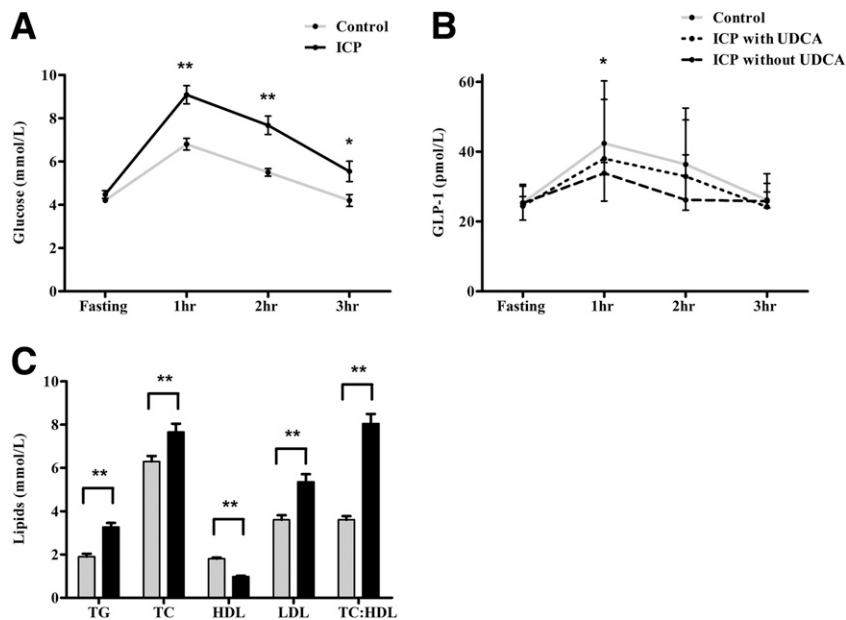 A
Control
ICP
Glucose (mmol/L)
10
8
6
4
2
0
**
**
*
Fasting
1hr
2hr
3hr
B
Control
ICP with UDCA
ICP without UDCA
GLP-1 (pmol/L)
60
40
20
0
*
Fasting
1hr
2hr
3hr
C
Lipids (mmol/L)
10
8
6
4
2
0
**
**
**
**
**
TG
TC
HDL
LDL
TC:HDL